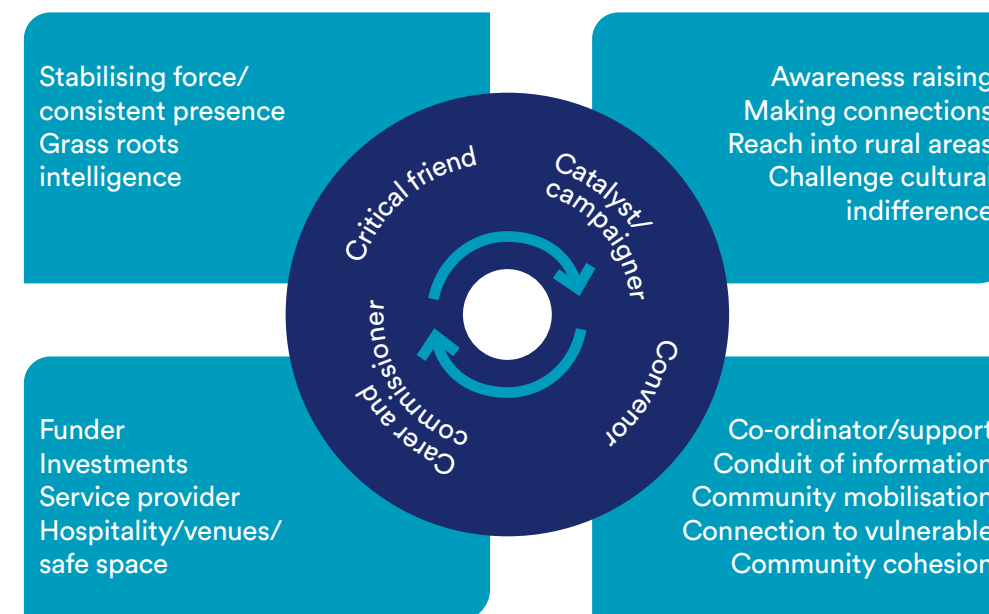 Stabilising force/
consistent presence
Grass roots
intelligence
Awareness raising
Making connections
Reach into rural areas
Challenge cultural
indifference
Critical friend
Catalyst/
campaigner
Carer and
commissioner
Convenor
Funder
Investments
Service provider
Hospitality/venues/
safe space
Co-ordinator/support
Conduit of information
Community mobilisation
Connection to vulnerable
Community cohesion